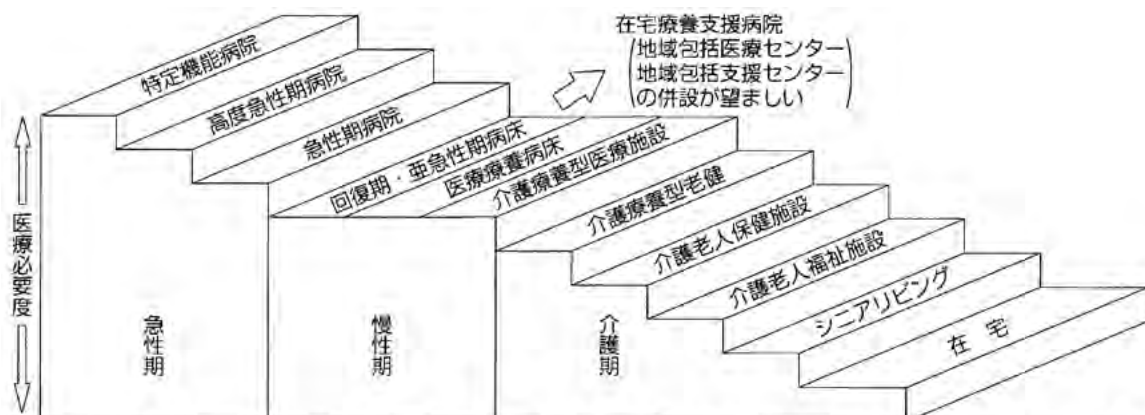 在宅療養支援病院
(地域包括医療センター
地域包括支援センター
の併設が望ましい)
特定機能病院
高度急性期病院
急性期病院
回復期・亜急性期病床
医療療養病床
介護療養型医療施設
介護療養型老健
介護老人保健施設
介護老人福祉施設
シニアリビング
在宅
医療必要度
急性期
慢性期
介護期